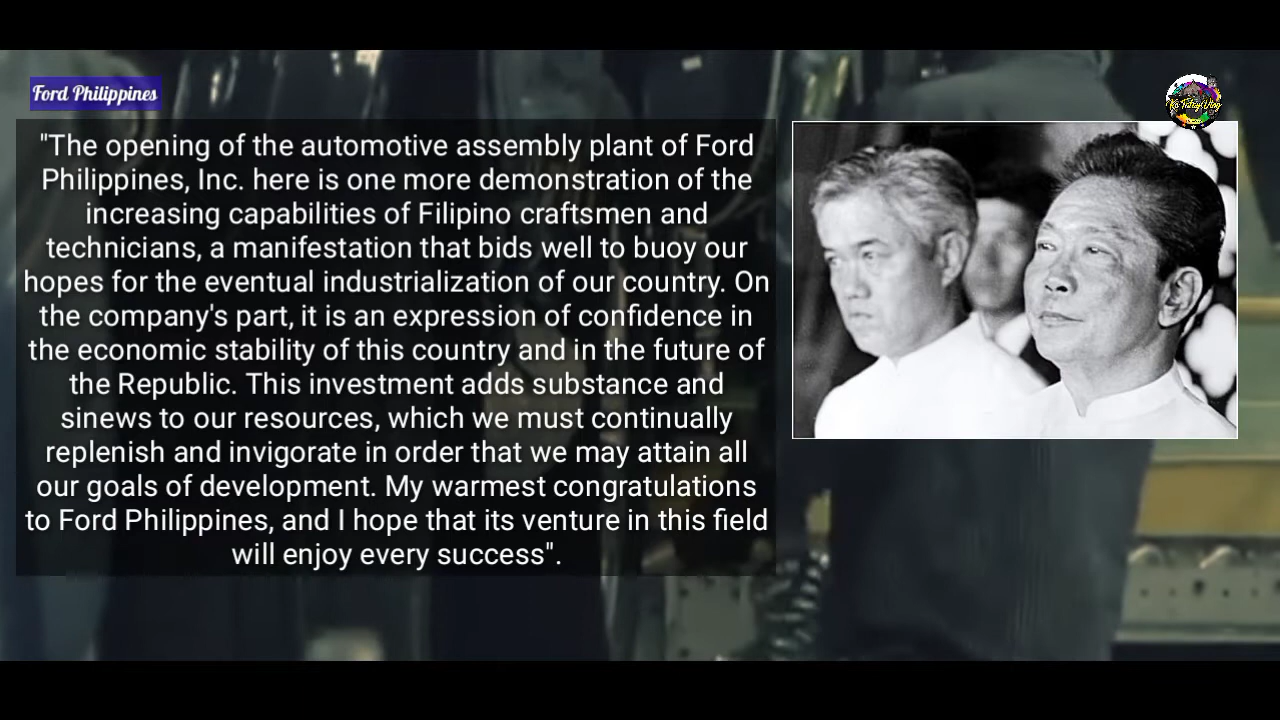 Ford Philippines
"The opening of the automotive assembly plant of Ford
Philippines, Inc. here is one more demonstration of the
increasing capabilities of Filipino craftsmen and
technicians, a manifestation that bids well to buoy our
hopes for the eventual industrialization of our country. On
the company's part, it is an expression of confidence in
the economic stability of this country and in the future of
the Republic. This investment adds substance and
sinews to our resources, which we must continually
replenish and invigorate in order that we may attain all
our goals of development. My warmest congratulations
to Ford Philippines, and I hope that its venture in this field
will enjoy every success".